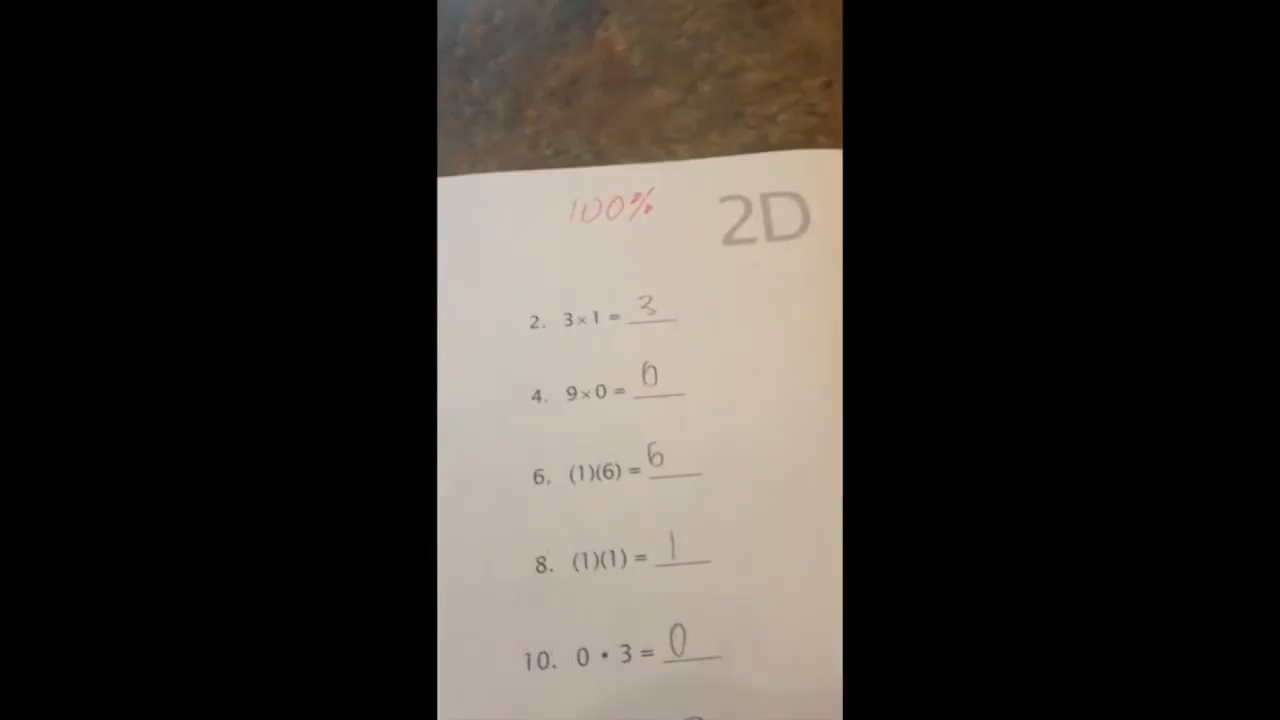 100% 2D
2. 3 × 1 = 3
4. 9 × 0 = 0
6. (1)(6) = 6
8. (1)(1) = 1
10. 0 • 3 = 0